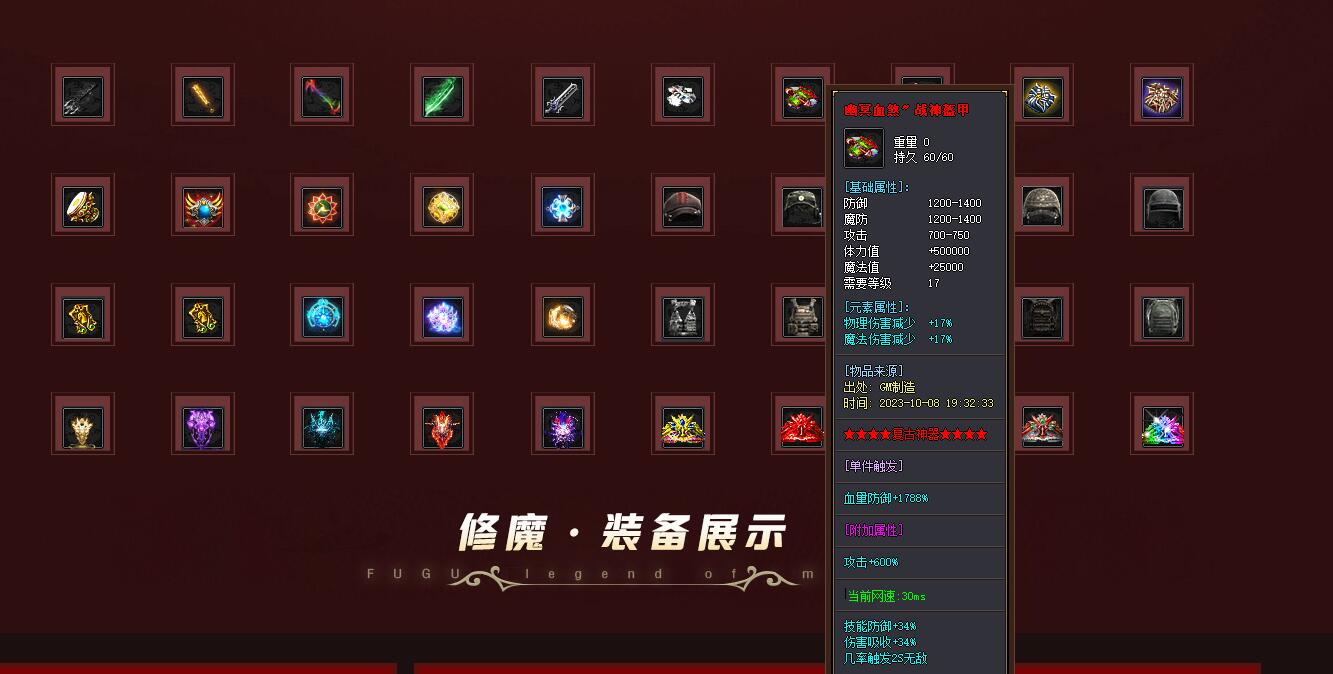 幽冥血煞~战神盔甲
重量 0
持久 60/60
[基础属性]:
防御 1200-1400
魔防 1200-1400
攻击 700-750
体力值 +500000
魔法值 +25000
需要等级 17
[元素属性]:
物理伤害减少 +17%
魔法伤害减少 +17%
[物品来源]
出处: GM制造
时间: 2023-10-08 19:32:33
★★★★复古神器★★★★
[单件触发]
血量防御+1788%
[附加属性]
攻击+600%
当前网速:30ms
技能防御+34%
伤害吸收+34%
几率触发2S无敌
修魔·装备展示
FUGU legend of m